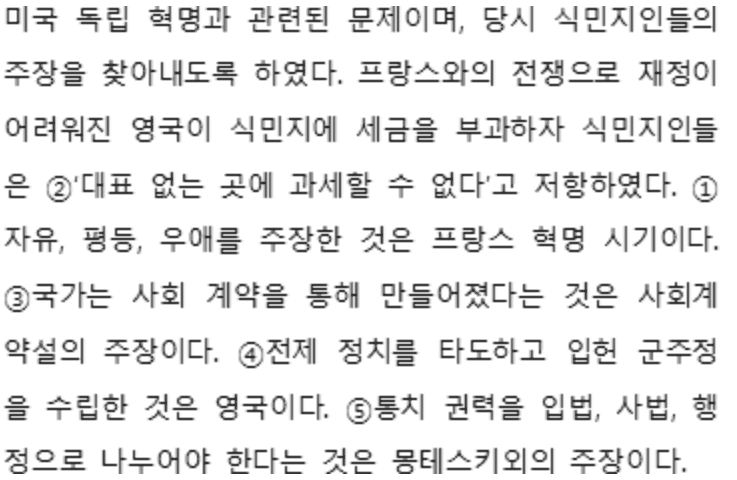 미국 독립 혁명과 관련된 문제이며, 당시 식민지인들의
주장을 찾아내도록 하였다. 프랑스와의 전쟁으로 재정이
어려워진 영국이 식민지에 세금을 부과하자 식민지인들
은 ②'대표 없는 곳에 과세할 수 없다'고 저항하였다. ①
자유, 평등, 우애를 주장한 것은 프랑스 혁명 시기이다.
③국가는 사회 계약을 통해 만들어졌다는 것은 사회계
약설의 주장이다. ④전제 정치를 타도하고 입헌 군주정
을 수립한 것은 영국이다. ⑤통치 권력을 입법, 사법, 행
정으로 나누어야 한다는 것은 몽테스키외의 주장이다.